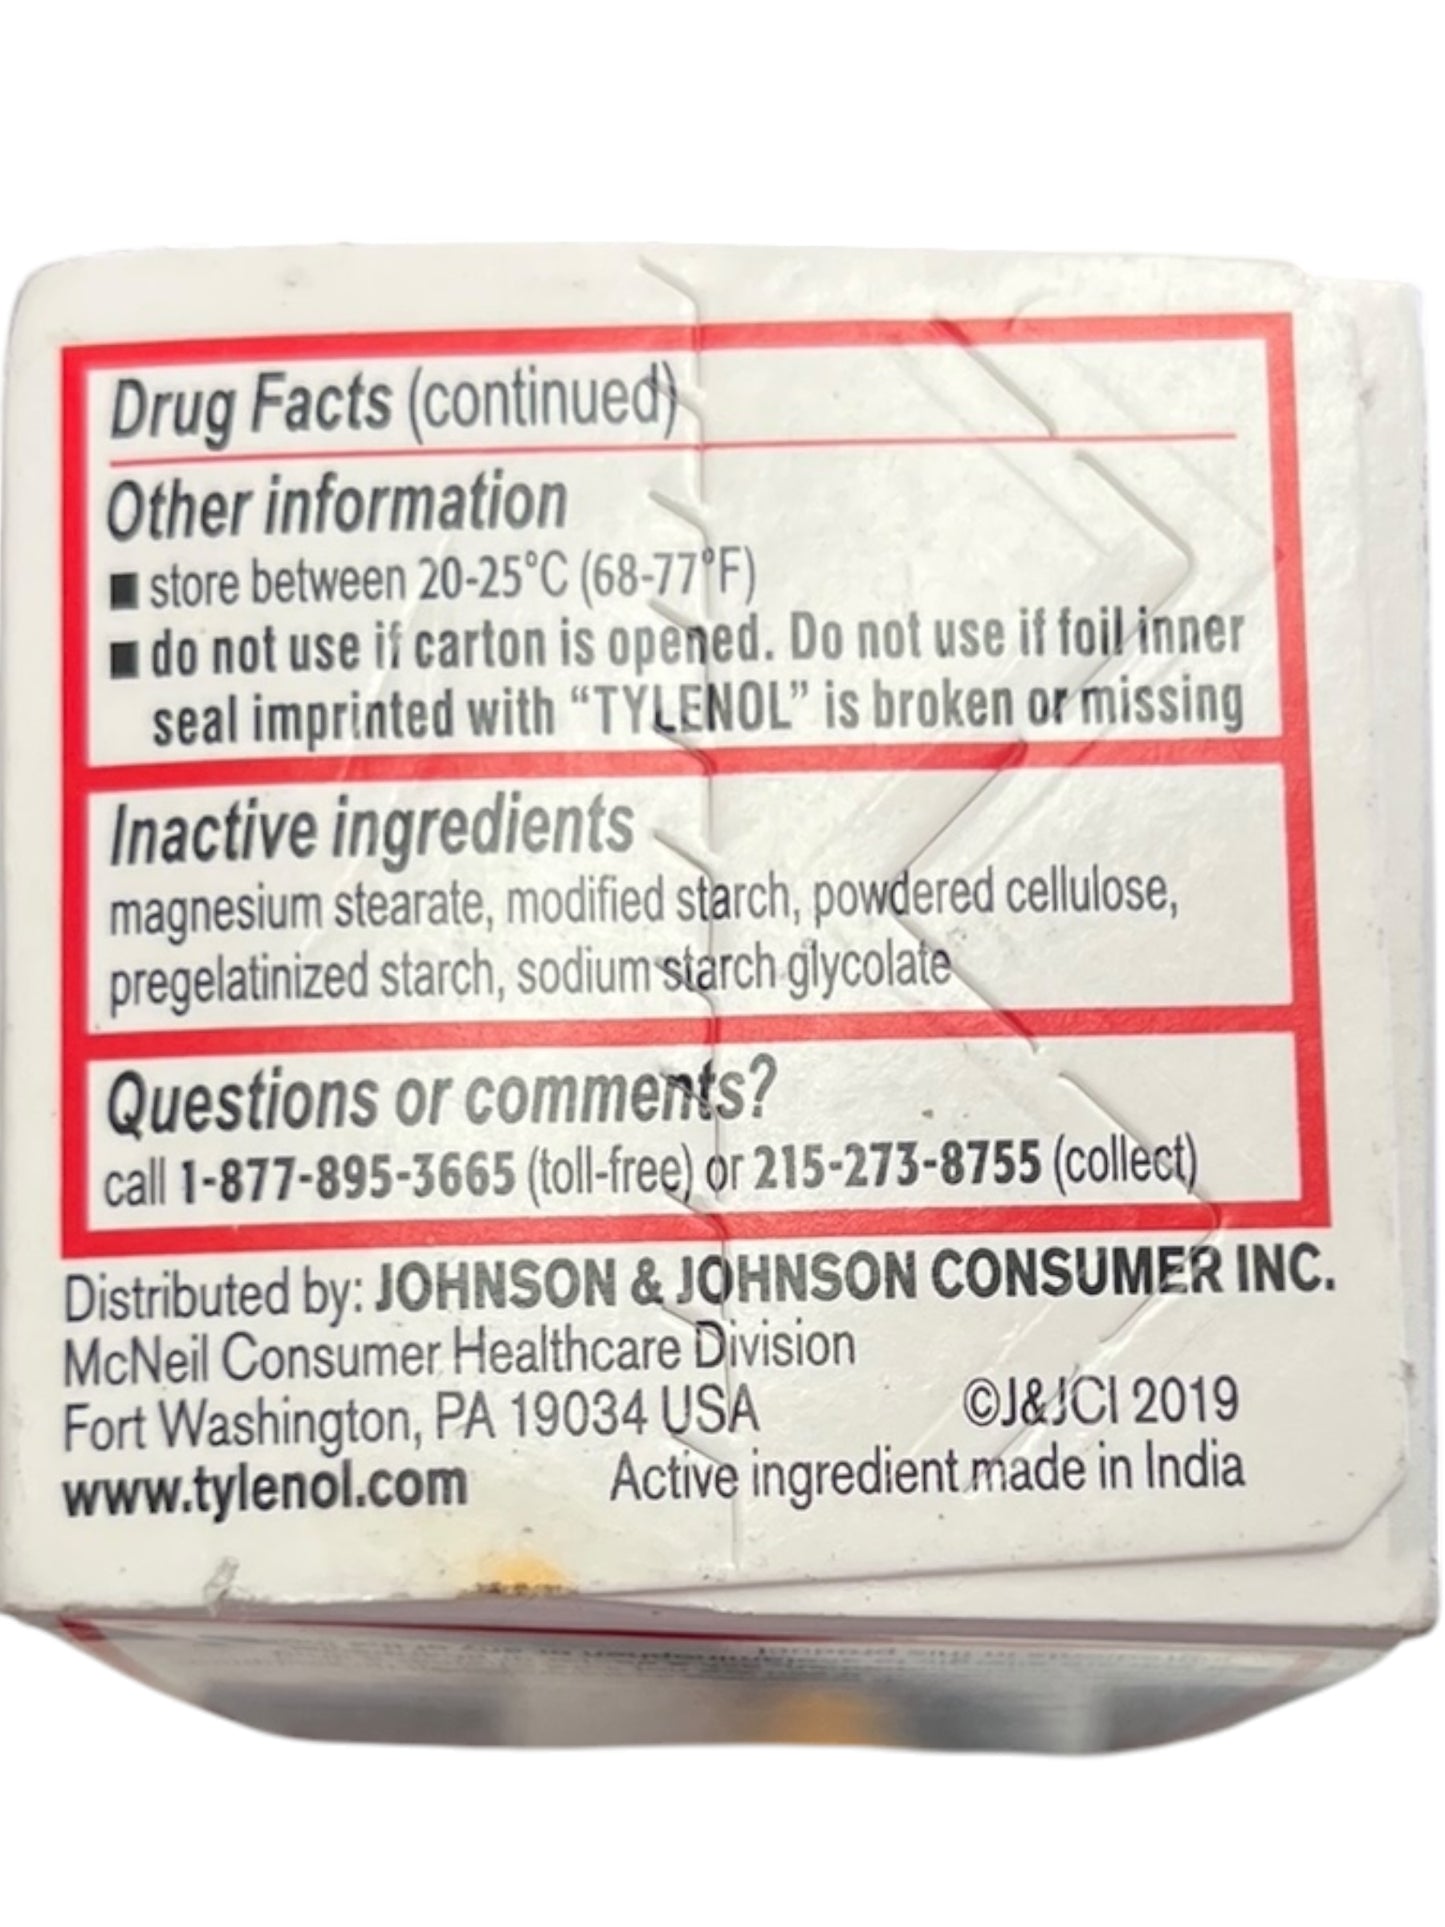 Drug Facts (continued)
Other information
■ store between 20-25°C (68-77°F)
■ do not use if carton is opened. Do not use if foil inner
seal imprinted with “TYLENOL” is broken or missing
Inactive ingredients
magnesium stearate, modified starch, powdered cellulose,
pregelatinized starch, sodium starch glycolate
Questions or comments?
call 1-877-895-3665 (toll-free) or 215-273-8755 (collect)
Distributed by: JOHNSON & JOHNSON CONSUMER INC.
McNeil Consumer Healthcare Division
Fort Washington, PA 19034 USA ©J&JCI 2019
www.tylenol.com Active ingredient made in India